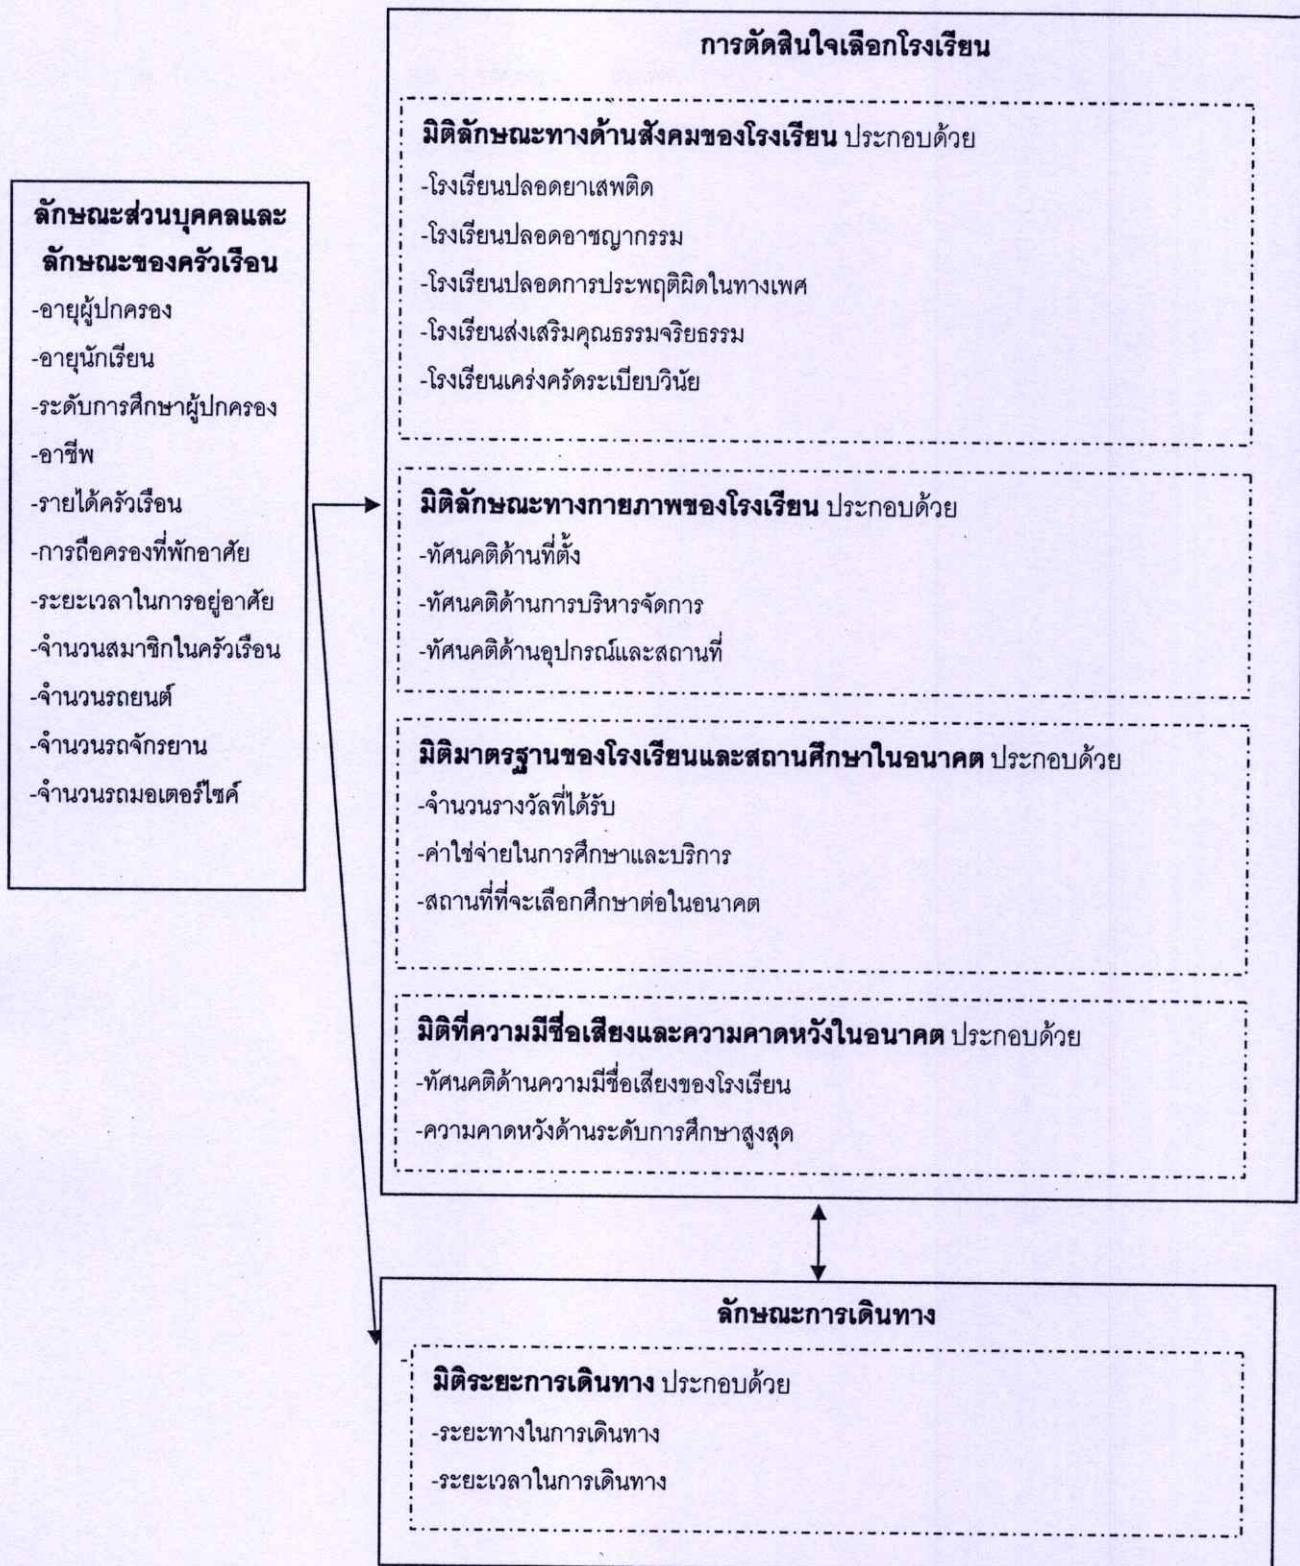 การตัดสินใจเลือกโรงเรียน
มิติลักษณะทางด้านสังคมของโรงเรียน ประกอบด้วย
-โรงเรียนปลอดยาเสพติด
-โรงเรียนปลอดอาชญากรรม
-โรงเรียนปลอดการประพฤติผิดในทางเพศ
-โรงเรียนส่งเสริมคุณธรรมจริยธรรม
-โรงเรียนเคร่งครัดระเบียบวินัย
ลักษณะส่วนบุคคลและ
ลักษณะของครัวเรือน
-อายุผู้ปกครอง
-อายุนักเรียน
-ระดับการศึกษาผู้ปกครอง
-อาชีพ
-รายได้ครัวเรือน
-การถือครองที่พักอาศัย
-ระยะเวลาในการอยู่อาศัย
-จำนวนสมาชิกในครัวเรือน
-จำนวนรถยนต์
-จำนวนรถจักรยาน
-จำนวนรถมอเตอร์ไซค์
มิติลักษณะทางกายภาพของโรงเรียน ประกอบด้วย
-ทัศนคติด้านที่ตั้ง
-ทัศนคติด้านการบริหารจัดการ
-ทัศนคติด้านอุปกรณ์และสถานที่
มิติมาตรฐานของโรงเรียนและสถานศึกษาในอนาคต ประกอบด้วย
-จำนวนรางวัลที่ได้รับ
-ค่าใช่จ่ายในการศึกษาและบริการ
-สถานที่ที่จะเลือกศึกษาต่อในอนาคต
มิติที่ความมีชื่อเสียงและความคาดหวังในอนาคต ประกอบด้วย
-ทัศนคติด้านความมีชื่อเสียงของโรงเรียน
-ความคาดหวังด้านระดับการศึกษาสูงสุด
ลักษณะการเดินทาง
มิติระยะการเดินทาง ประกอบด้วย
-ระยะทางในการเดินทาง
-ระยะเวลาในการเดินทาง